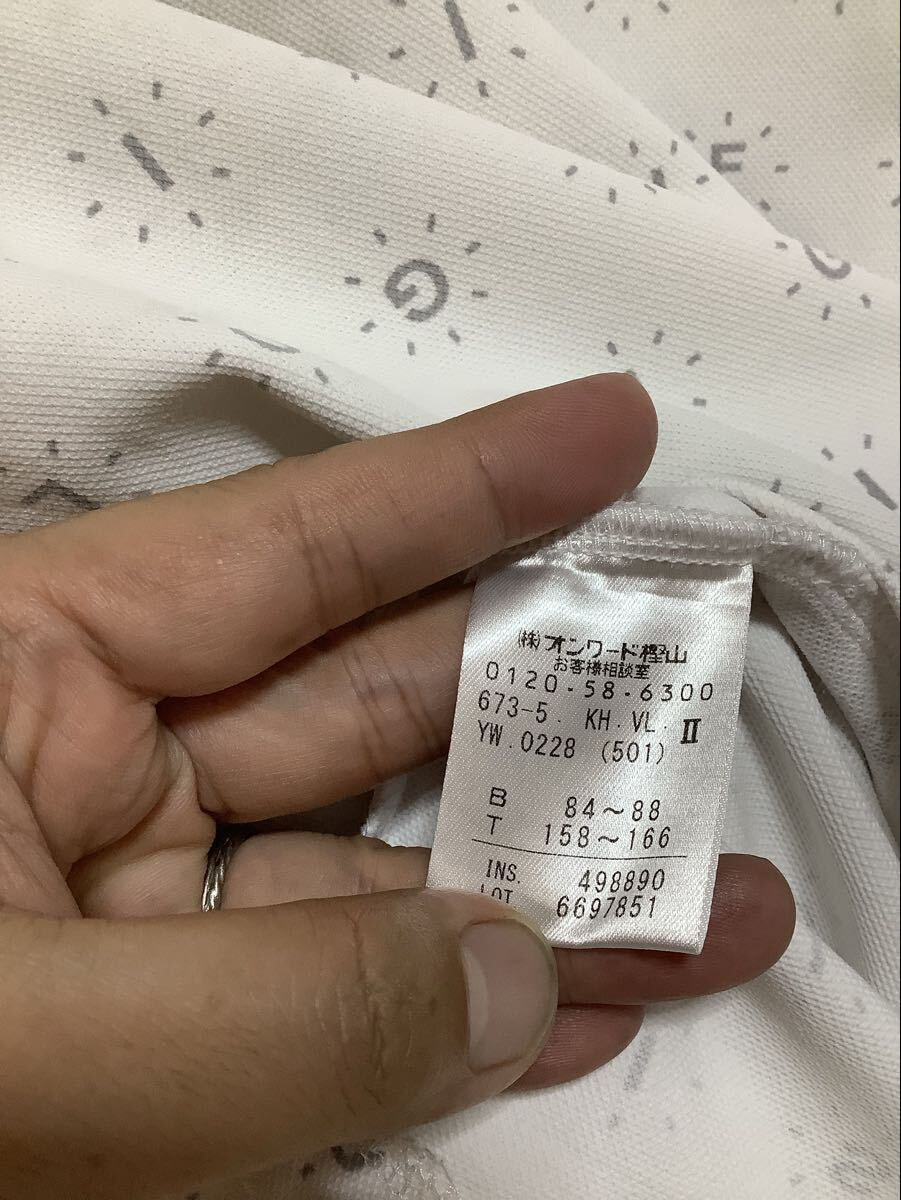 I
G
E
(株)オンワード樫山
お客様相談室
0120-58-6300
673-5. KH.VL. II
YW.0228 (501)
B 84~88
T 158~166
INS. 498890
LOT 6697851